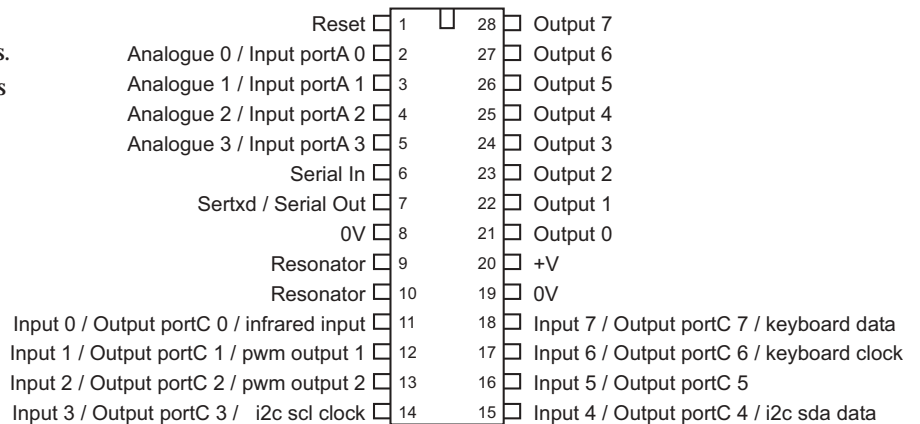 Reset 1 28 Output 7
s. Analogue 0 / Input portA 0 2 27 Output 6
s Analogue 1 / Input portA 1 3 26 Output 5
Analogue 2 / Input portA 2 4 25 Output 4
Analogue 3 / Input portA 3 5 24 Output 3
Serial In 6 23 Output 2
Sertxd / Serial Out 7 22 Output 1
0V 8 21 Output 0
Resonator 9 20 +V
Resonator 10 19 0V
Input 0 / Output portC 0 / infrared input 11 18 Input 7 / Output portC 7 / keyboard data
Input 1 / Output portC 1 / pwm output 1 12 17 Input 6 / Output portC 6 / keyboard clock
Input 2 / Output portC 2 / pwm output 2 13 16 Input 5 / Output portC 5
Input 3 / Output portC 3 / i2c scl clock 14 15 Input 4 / Output portC 4 / i2c sda data